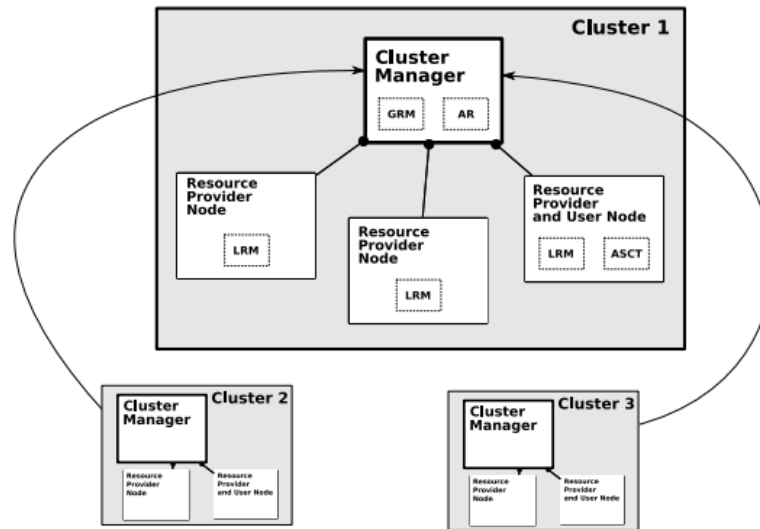 Cluster 1
Cluster
Manager
GRM
AR
Resource
Provider
Node
LRM
Resource
Provider
Node
LRM
Resource
Provider
and User Node
LRM
ASCT
Cluster 2
Cluster
Manager
Resource
Provider
Node
Resource
Provider
and User Node
Cluster 3
Cluster
Manager
Resource
Provider
Node
Resource
Provider
and User Node